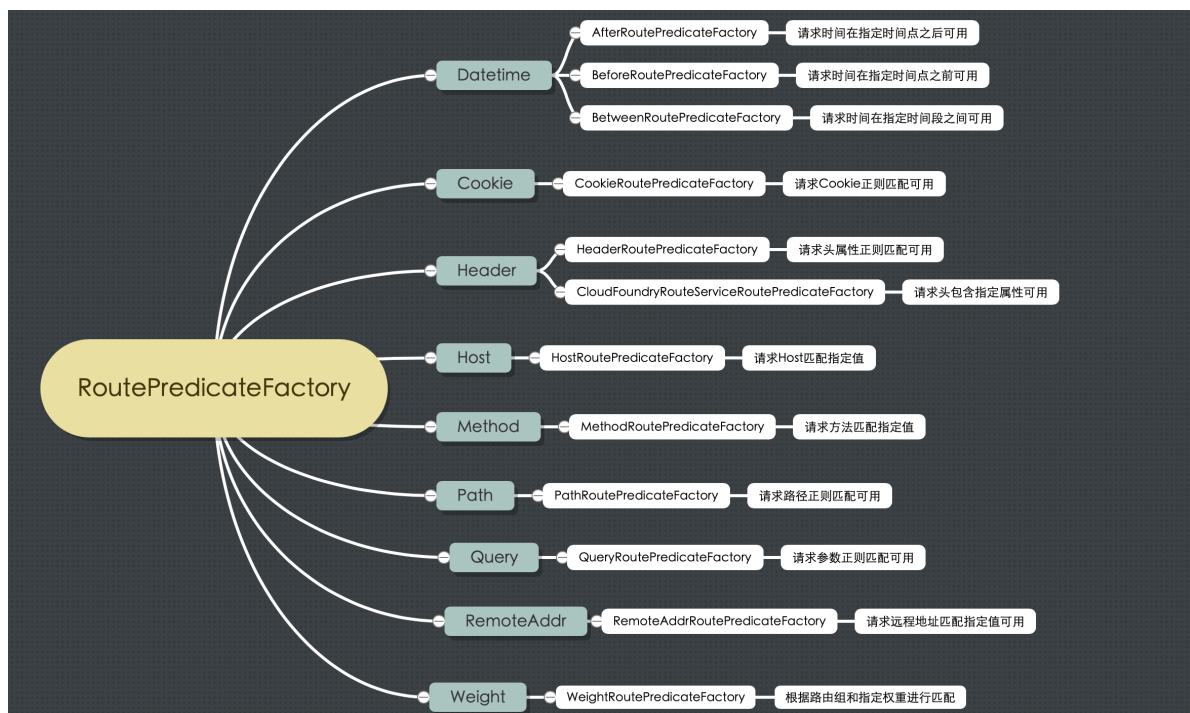 RoutePredicateFactory
Datetime
AfterRoutePredicateFactory
请求时间在指定时间点之后可用
BeforeRoutePredicateFactory
请求时间在指定时间点之前可用
BetweenRoutePredicateFactory
请求时间在指定时间段之间可用
Cookie
CookieRoutePredicateFactory
请求Cookie正则匹配可用
Header
HeaderRoutePredicateFactory
请求头属性正则匹配可用
CloudFoundryRouteServiceRoutePredicateFactory
请求头包含指定属性可用
Host
HostRoutePredicateFactory
请求Host匹配指定值
Method
MethodRoutePredicateFactory
请求方法匹配指定值
Path
PathRoutePredicateFactory
请求路径正则匹配可用
Query
QueryRoutePredicateFactory
请求参数正则匹配可用
RemoteAddr
RemoteAddrRoutePredicateFactory
请求远程地址匹配指定值可用
Weight
WeightRoutePredicateFactory
根据路由组和指定权重进行匹配